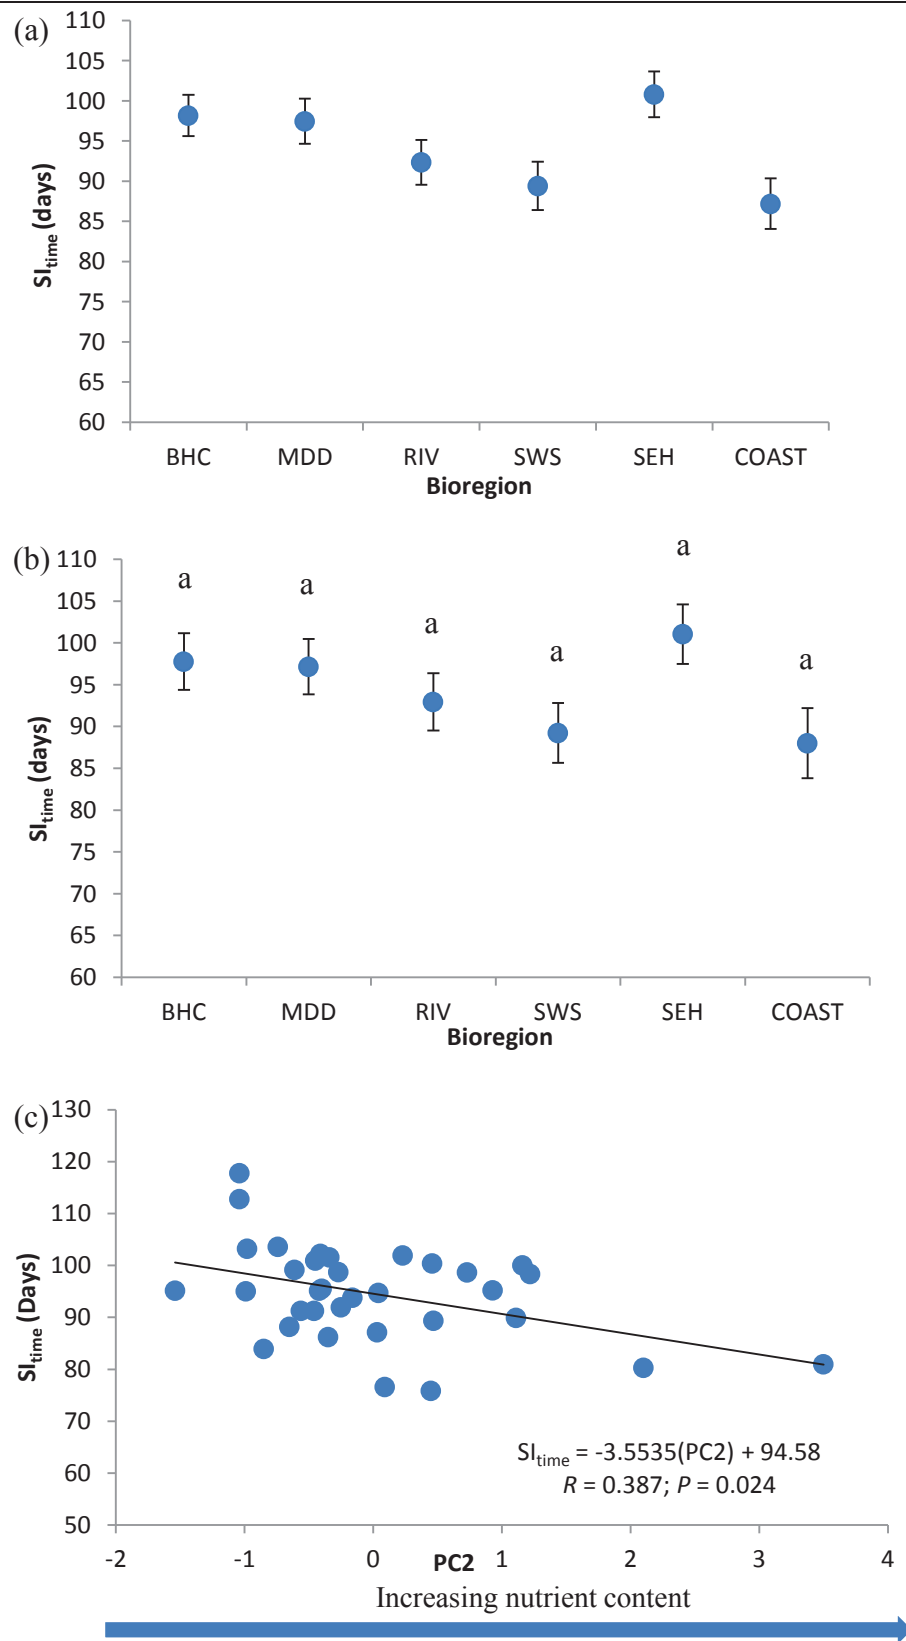 (a)
110
105
100
95
90
85
80
75
70
65
60
SItime (days)
BHC MDD RIV SWS SEH COAST
Bioregion
(b)
110
105
100
95
90
85
80
75
70
65
60
SItime (days)
a a a a a a
BHC MDD RIV SWS SEH COAST
Bioregion
(c)
130
120
110
100
90
80
70
60
50
SItime (Days)
SItime = -3.5535(PC2) + 94.58
R = 0.387; P = 0.024
-2 -1 0 1 2 3 4
PC2
Increasing nutrient content